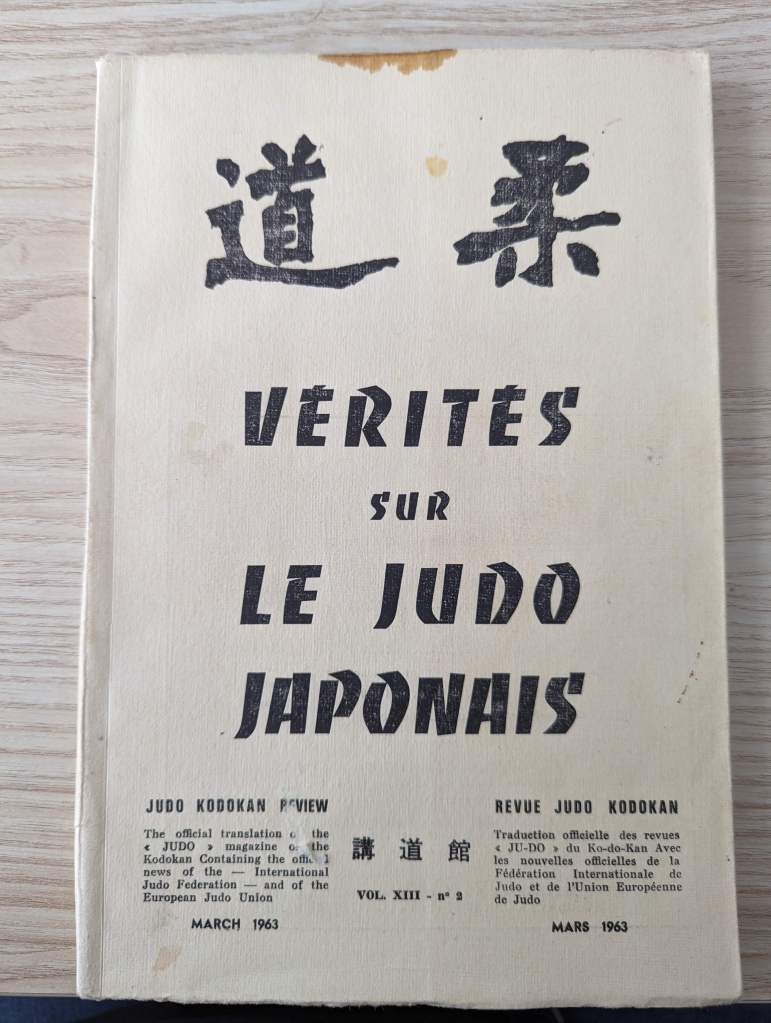 道 柔
VÉRITÉS
SUR
LE JUDO
JAPONAIS
JUDO KODOKAN REVIEW
The official translation of the
« JUDO » magazine of the
Kodokan Containing the official
news of the — International
Judo Federation — and of the
European Judo Union
MARCH 1963
講 道 館
VOL. XIII - n° 2
REVUE JUDO KODOKAN
Traduction officielle des revues
« JU-DO » du Ko-do-Kan Avec
les nouvelles officielles de la
Fédération Internationale de
Judo et de l'Union Européenne
de Judo
MARS 1963